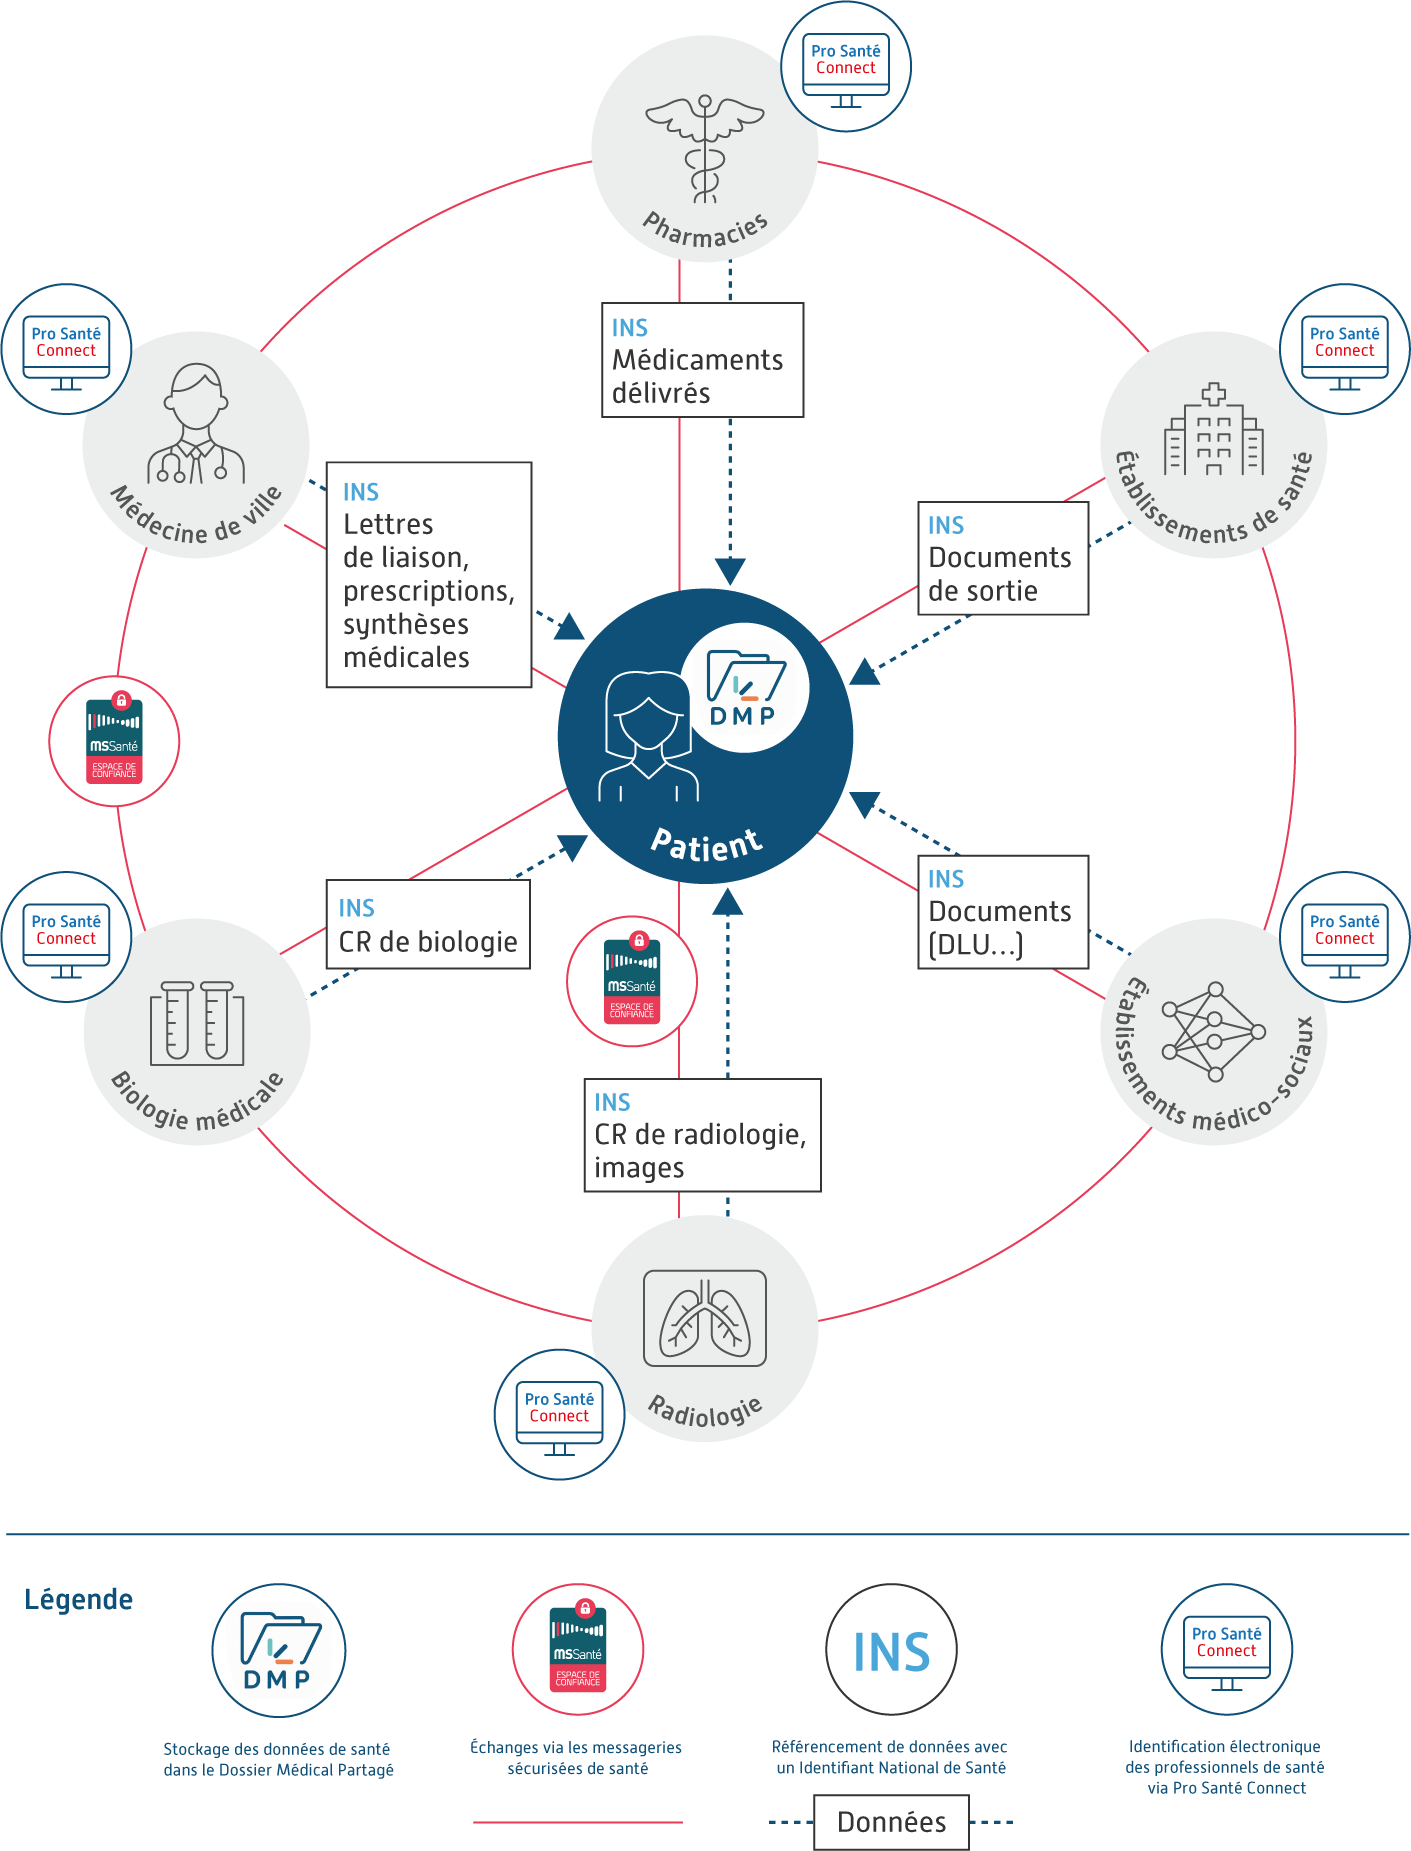 Pro Santé
Connect
Pharmacies
INS
Médicaments
délivrés
Pro Santé
Connect
Médecine de ville
INS
Lettres
de liaison,
prescriptions,
synthèses
médicales
Pro Santé
Connect
Établissements de santé
INS
Documents
de sortie
DMP
Patient
msSanté
ESPACE DE
CONFIANCE
Pro Santé
Connect
Biologie médicale
INS
CR de biologie
msSanté
ESPACE DE
CONFIANCE
INS
Documents
(DLU...)
Pro Santé
Connect
Établissements médico-sociaux
INS
CR de radiologie,
images
Radiologie
Pro Santé
Connect
Légende
DMP
Stockage des données de santé
dans le Dossier Médical Partagé
msSanté
ESPACE DE
CONFIANCE
Échanges via les messageries
sécurisées de santé
INS
Référencement de données avec
un Identifiant National de Santé
Données
Pro Santé
Connect
Identification électronique
des professionnels de santé
via Pro Santé Connect